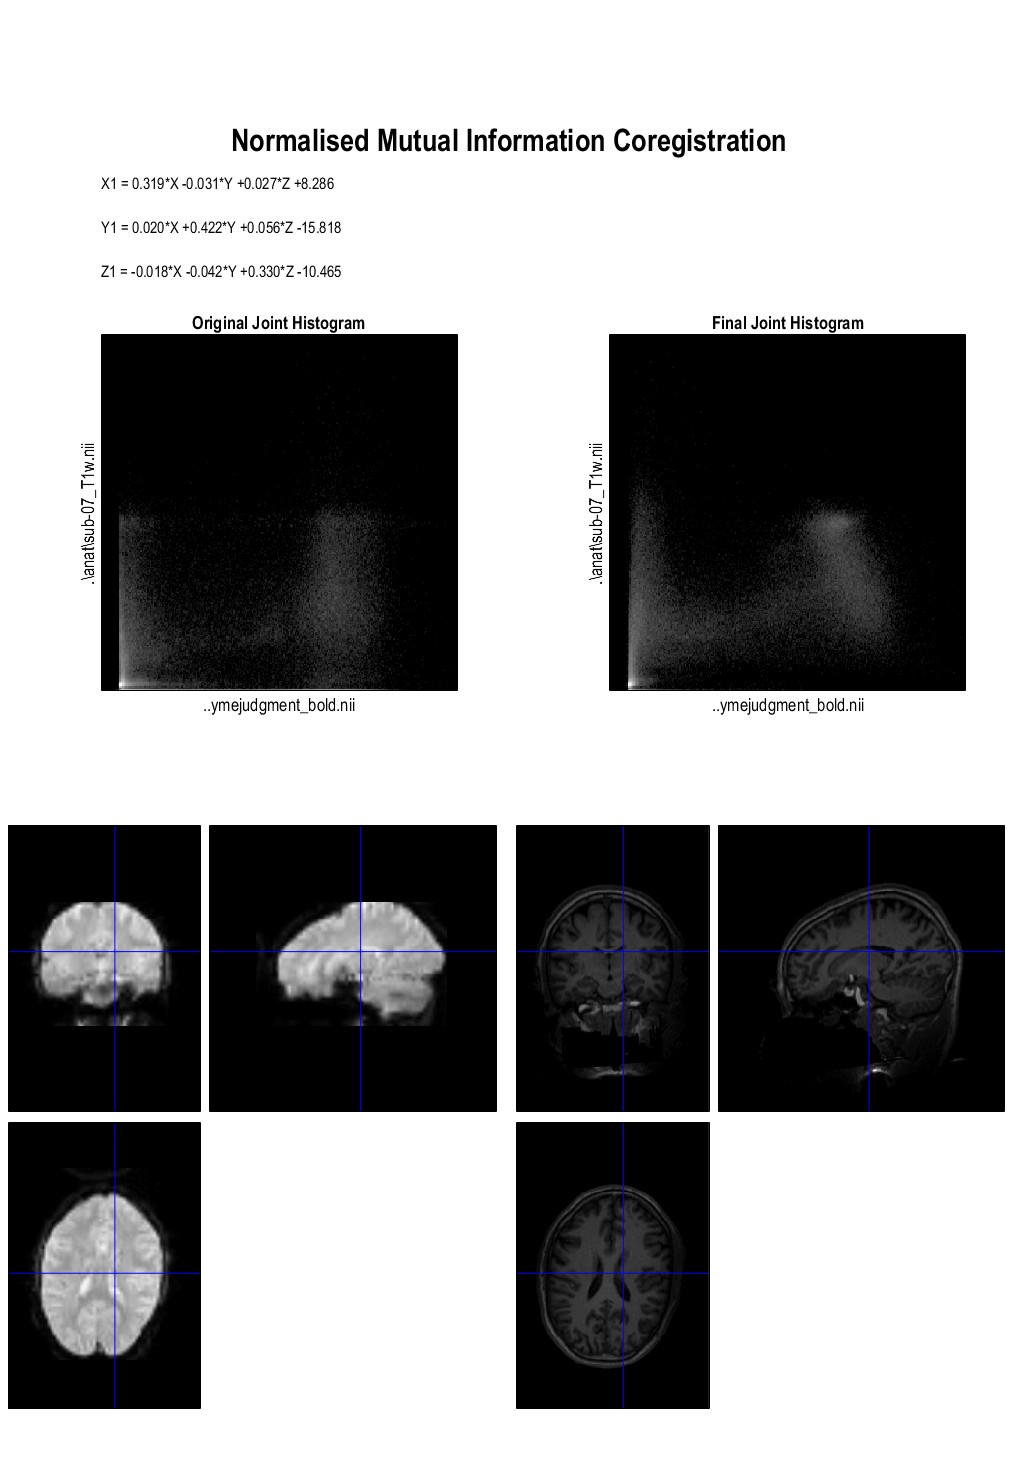 Normalised Mutual Information Coregistration
X1 = 0.319*X -0.031*Y +0.027*Z +8.286
Y1 = 0.020*X +0.422*Y +0.056*Z -15.818
Z1 = -0.018*X -0.042*Y +0.330*Z -10.465
Original Joint Histogram
.\anat\sub-07_T1w.nii
..ymejudgment_bold.nii
Final Joint Histogram
.\anat\sub-07_T1w.nii
..ymejudgment_bold.nii